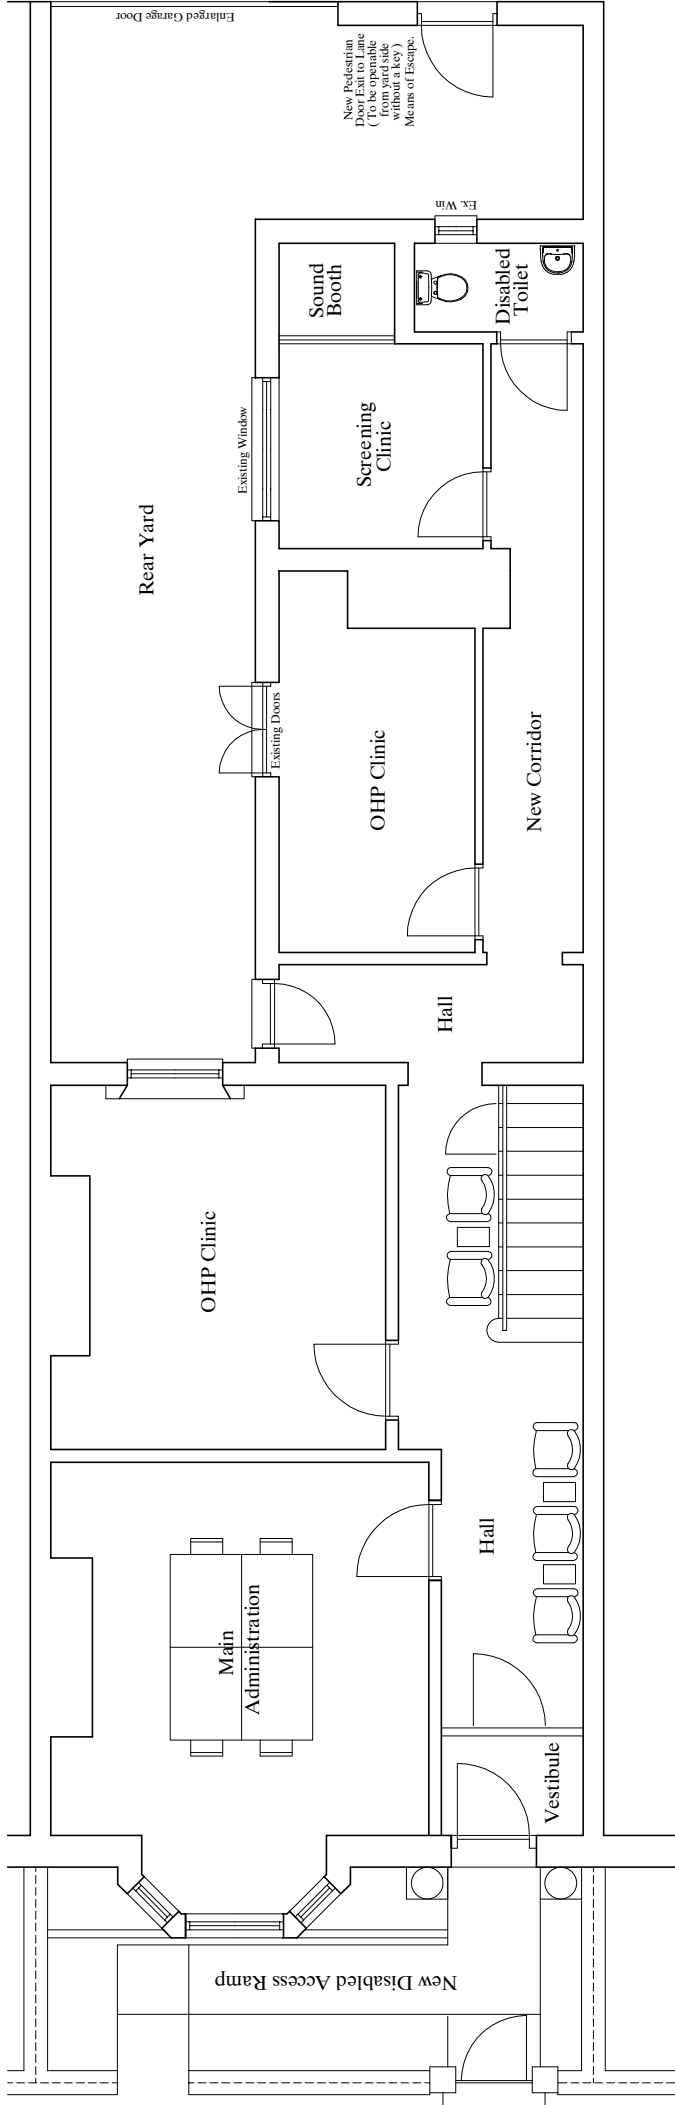 Enlarged Garage Door
New Pedestrian
Door Exit to Lane
( To be openable
from yard side
without a key )
Means of Escape.
Ex. Win
Sound
Booth
Disabled
Toilet
Existing Window
Screening
Clinic
Rear Yard
Existing Doors
OHP Clinic
New Corridor
Hall
OHP Clinic
Hall
Main
Administration
Vestibule
New Disabled Access Ramp